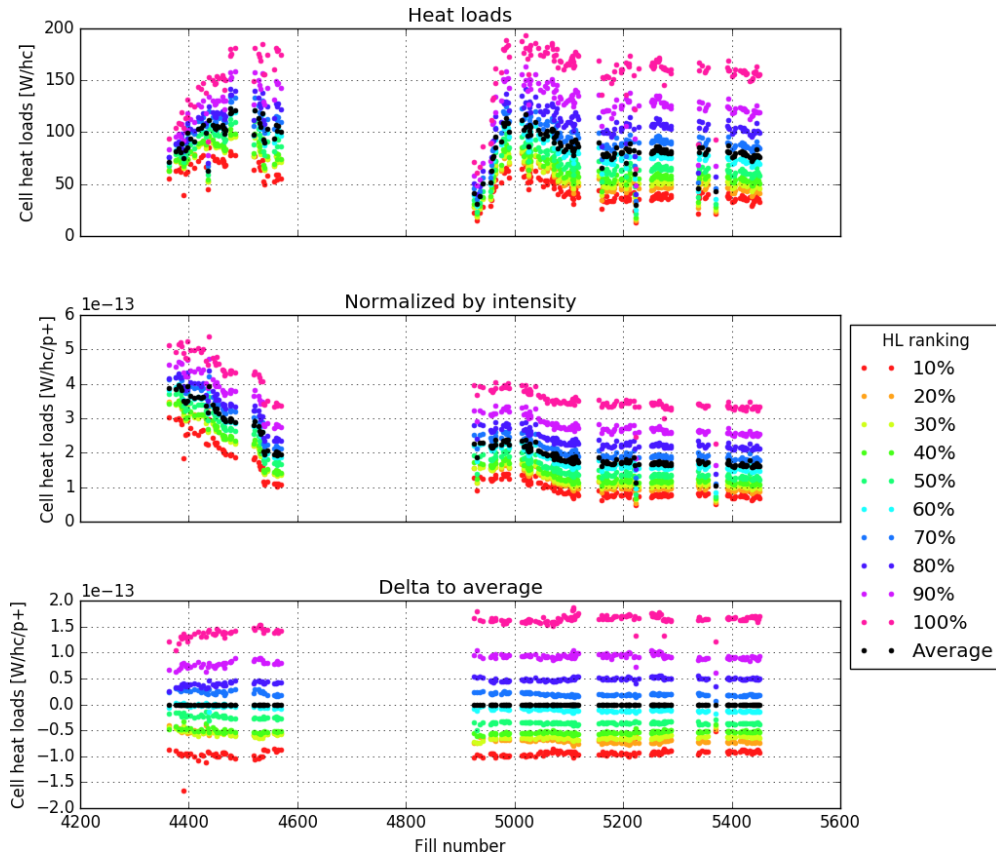 Heat loads
Cell heat loads [W/hc]
200
150
100
50
0
1e−13
Normalized by intensity
Cell heat loads [W/hc/p+]
6
5
4
3
2
1
0
1e−13
Delta to average
Cell heat loads [W/hc/p+]
2.0
1.5
1.0
0.5
0.0
−0.5
−1.0
−1.5
−2.0
4200 4400 4600 4800 5000 5200 5400 5600
Fill number
HL ranking
10%
20%
30%
40%
50%
60%
70%
80%
90%
100%
Average